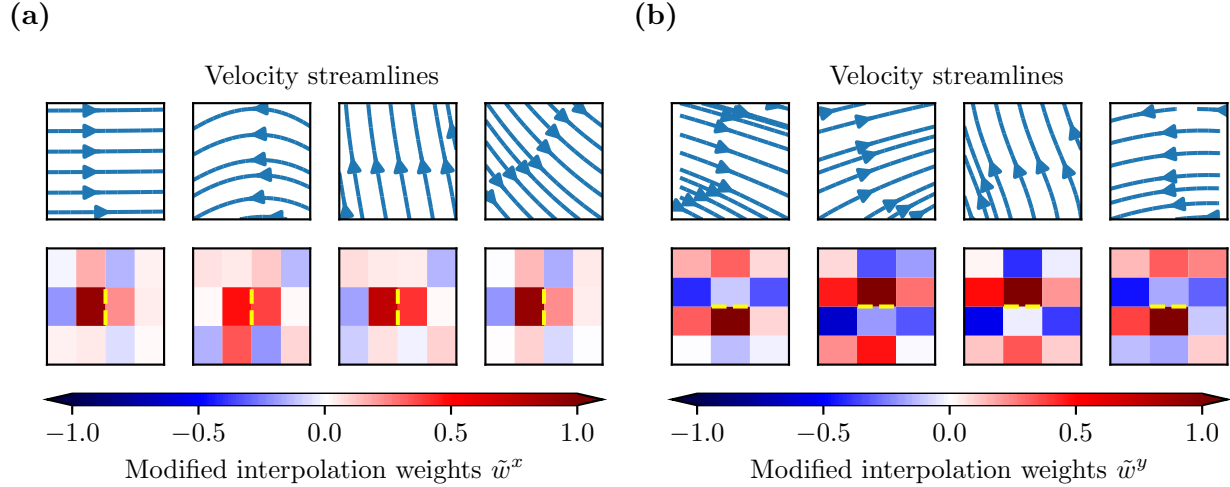 (a)
(b)
Velocity streamlines
Velocity streamlines
−1.0 −0.5 0.0 0.5 1.0
−1.0 −0.5 0.0 0.5 1.0
Modified interpolation weights w̃ˣ
Modified interpolation weights w̃ʸ